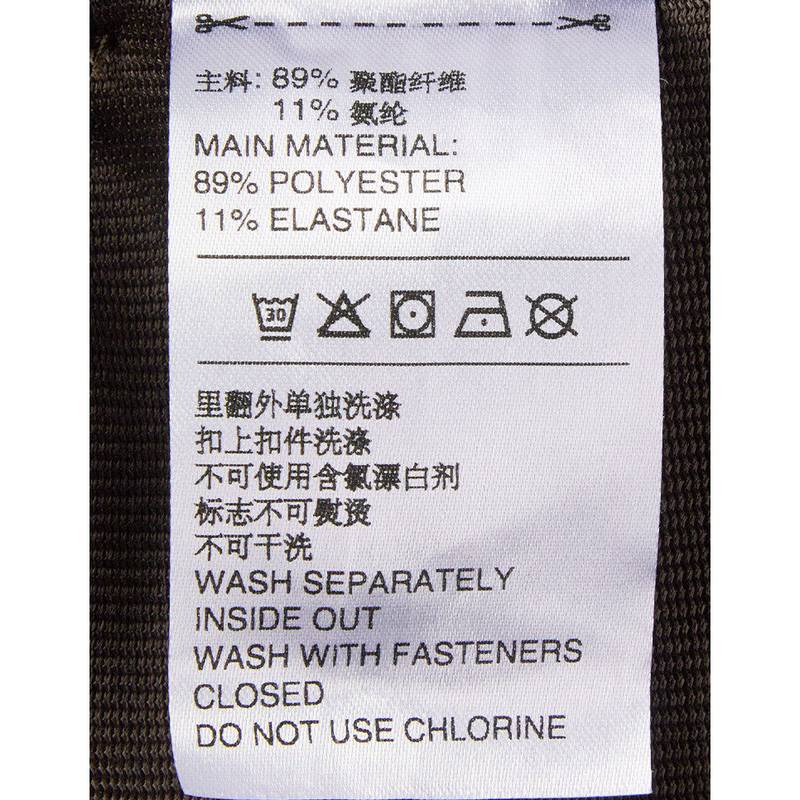 主料: 89% 聚酯纤维
11% 氨纶
MAIN MATERIAL:
89% POLYESTER
11% ELASTANE
30
里翻外单独洗涤
扣上扣件洗涤
不可使用含氯漂白剂
标志不可熨烫
不可干洗
WASH SEPARATELY
INSIDE OUT
WASH WITH FASTENERS
CLOSED
DO NOT USE CHLORINE